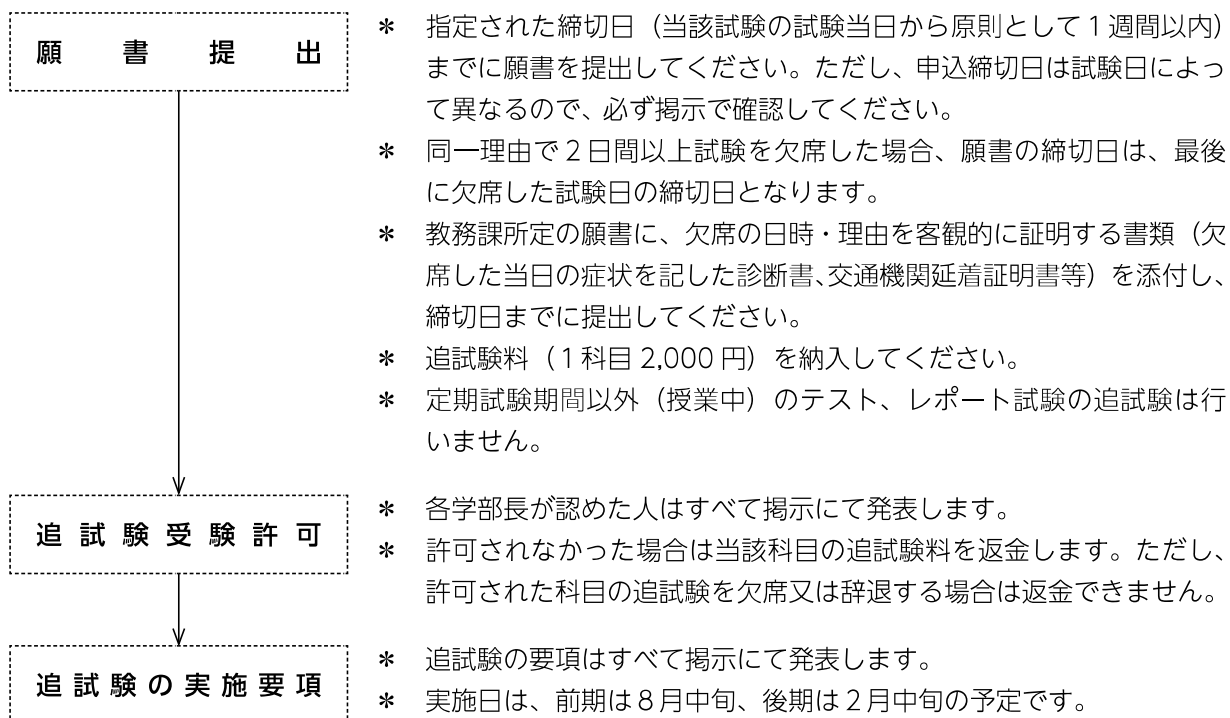 願書提出
＊ 指定された締切日（当該試験の試験当日から原則として１週間以内）
までに願書を提出してください。ただし、申込締切日は試験日によっ
て異なるので、必ず掲示で確認してください。
＊ 同一理由で２日間以上試験を欠席した場合、願書の締切日は、最後
に欠席した試験日の締切日となります。
＊ 教務課所定の願書に、欠席の日時・理由を客観的に証明する書類（欠
席した当日の症状を記した診断書、交通機関延着証明書等）を添付し、
締切日までに提出してください。
＊ 追試験料（１科目 2,000 円）を納入してください。
＊ 定期試験期間以外（授業中）のテスト、レポート試験の追試験は行
いません。
追試験受験許可
＊ 各学部長が認めた人はすべて掲示にて発表します。
＊ 許可されなかった場合は当該科目の追試験料を返金します。ただし、
許可された科目の追試験を欠席又は辞退する場合は返金できません。
追試験の実施要項
＊ 追試験の要項はすべて掲示にて発表します。
＊ 実施日は、前期は８月中旬、後期は２月中旬の予定です。